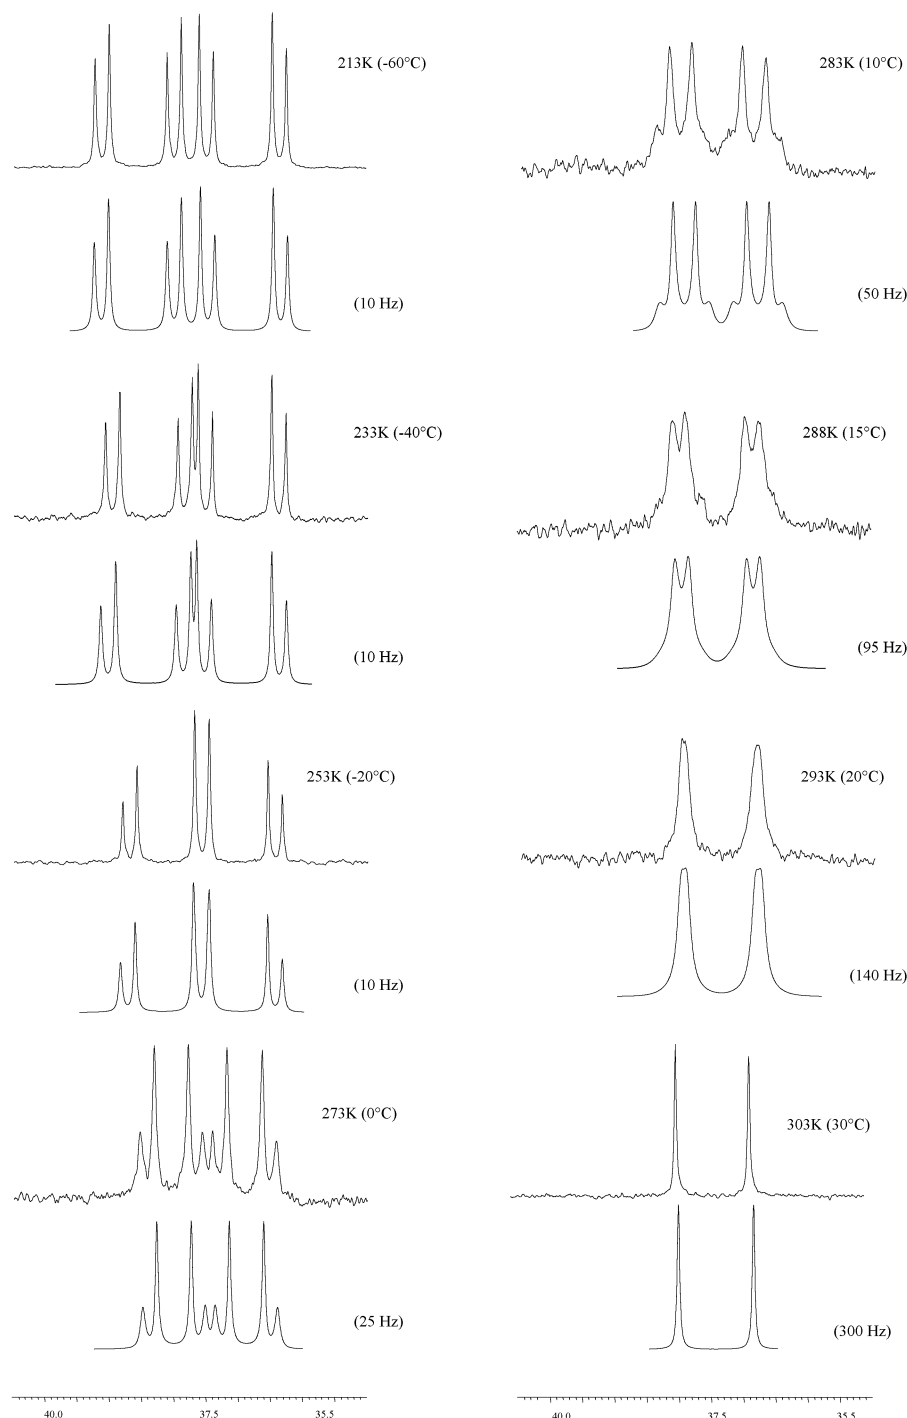 213K (-60°C)
(10 Hz)
233K (-40°C)
(10 Hz)
253K (-20°C)
(10 Hz)
273K (0°C)
(25 Hz)
40.0 37.5 35.5
283K (10°C)
(50 Hz)
288K (15°C)
(95 Hz)
293K (20°C)
(140 Hz)
303K (30°C)
(300 Hz)
40.0 37.5 35.5